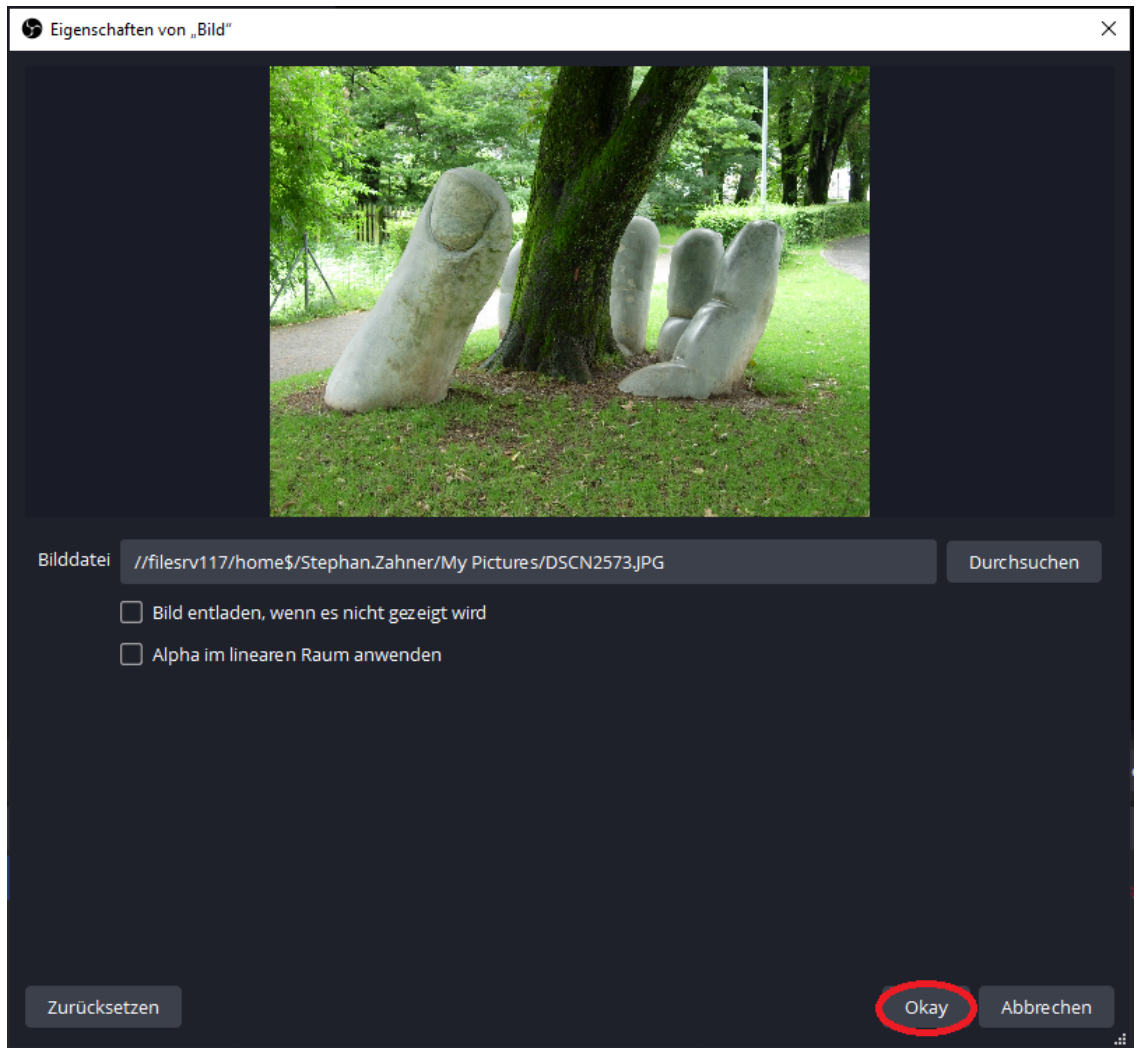 Eigenschaften von „Bild“
Bilddatei //filesrv117/home$/Stephan.Zahner/My Pictures/DSCN2573.JPG Durchsuchen
Bild entladen, wenn es nicht gezeigt wird
Alpha im linearen Raum anwenden
Zurücksetzen Okay Abbrechen